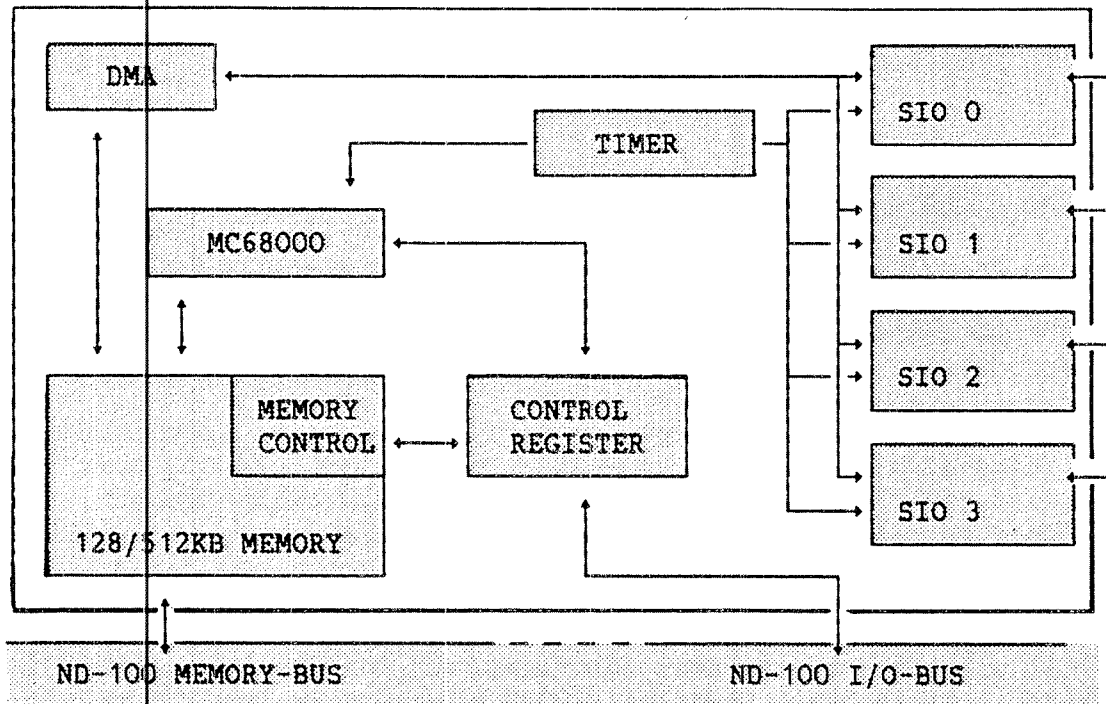 DMA
SIO 0
TIMER
SIO 1
MC68000
SIO 2
MEMORY
CONTROL
CONTROL
REGISTER
SIO 3
128/512KB MEMORY
ND-100 MEMORY-BUS
ND-100 I/O-BUS